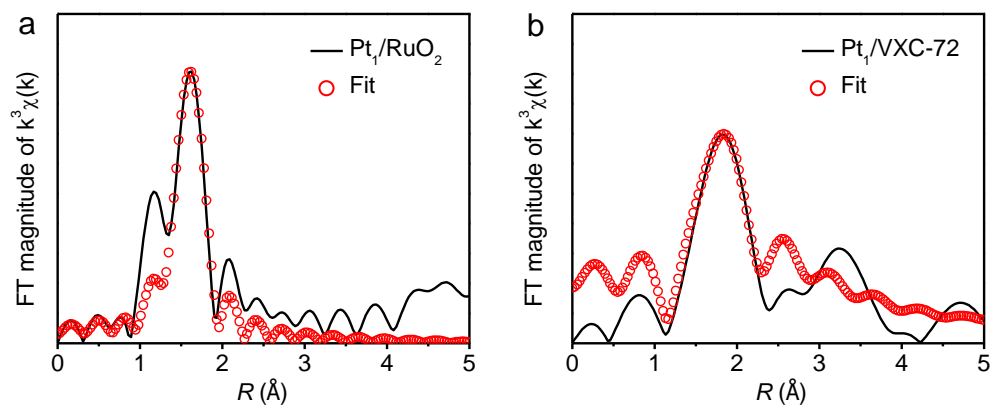 a
Pt₁/RuO₂
Fit
FT magnitude of k³χ(k)
0 1 2 3 4 5
R (Å)
b
Pt₁/VXC-72
Fit
FT magnitude of k³χ(k)
0 1 2 3 4 5
R (Å)